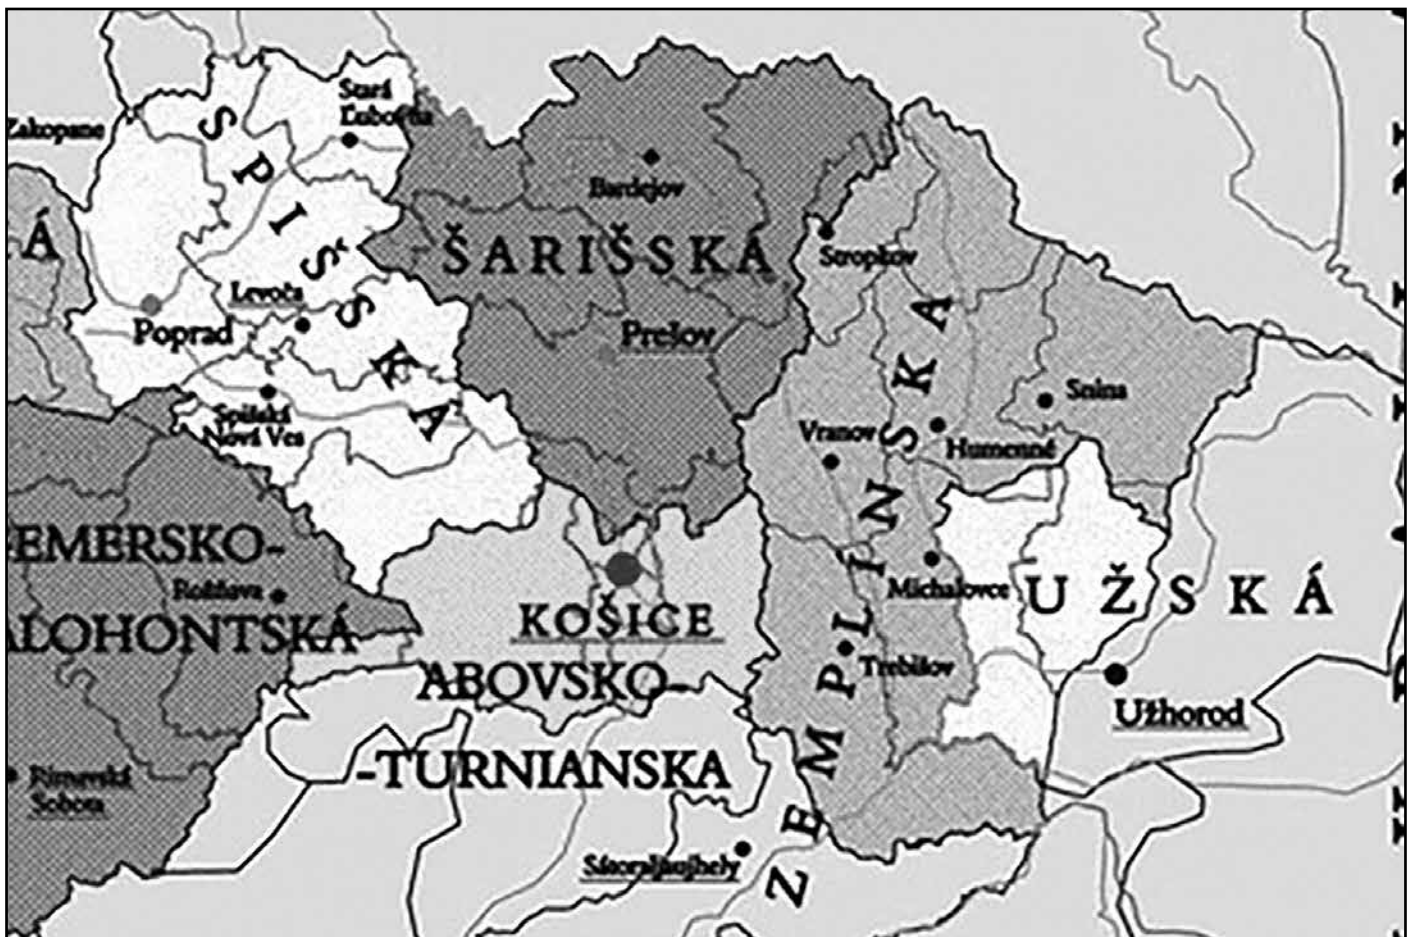 Stará
Ľubovňa
Zakopane
SPIŠSKÁ
Bardejov
Á
ŠARIŠSKÁ
Stropkov
Levoča
Poprad
Prešov
Snina
Spišská
Nová Ves
Vranov
Humenné
ZEMPLÍNSKA
EMERSKO-
Rožňava
ALOHONTSKÁ
KOŠICE
Michalovce
UŽSKÁ
ABOVSKO-
Trebišov
Užhorod
-TURNIANSKA
Rimavská
Sobota
Sátoraljaujhely